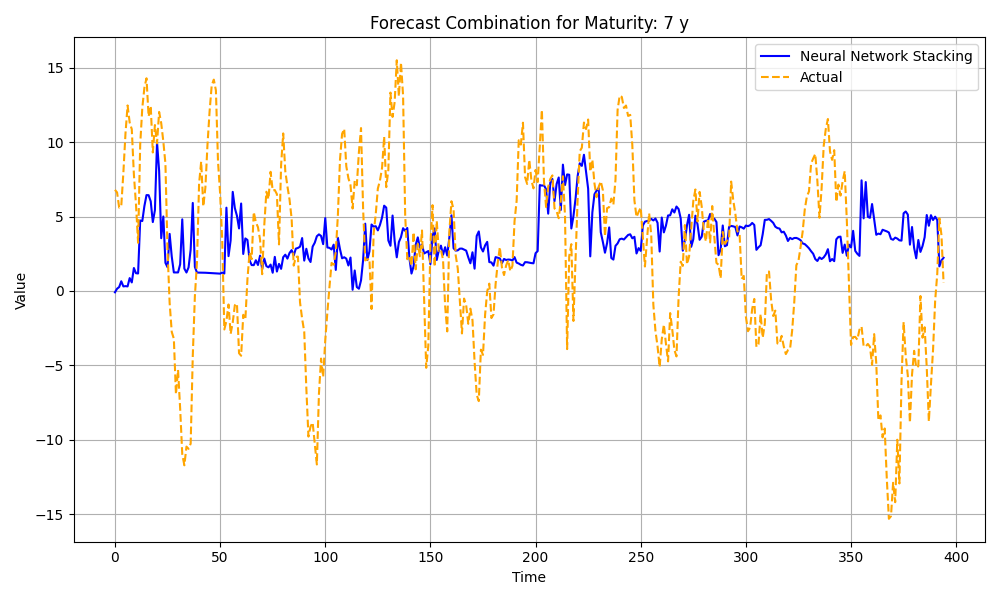 Forecast Combination for Maturity: 7 y
Neural Network Stacking
Actual
Value
15
10
5
0
−5
−10
−15
0 50 100 150 200 250 300 350 400
Time